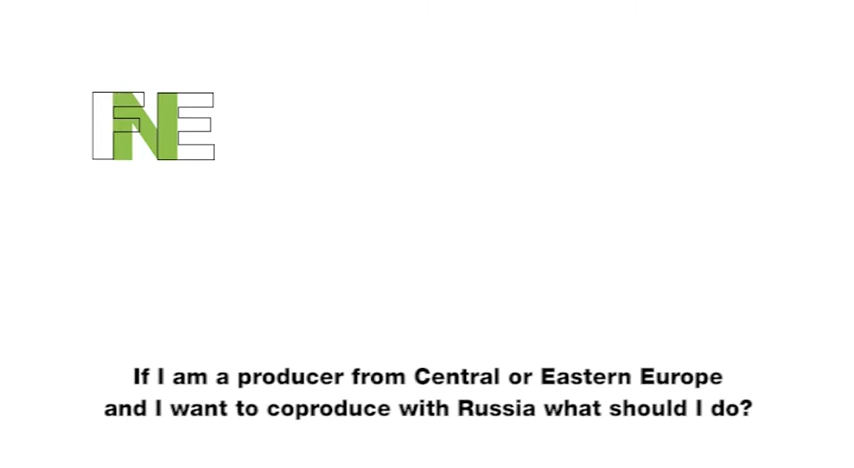 FNE
If I am a producer from Central or Eastern Europe
and I want to coproduce with Russia what should I do?